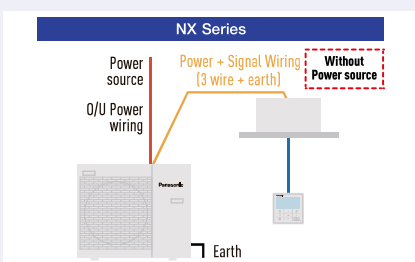 NX Series
Power
source
Power + Signal Wiring
(3 wire + earth)
Without
Power source
O/U Power
wiring
Panasonic
Earth